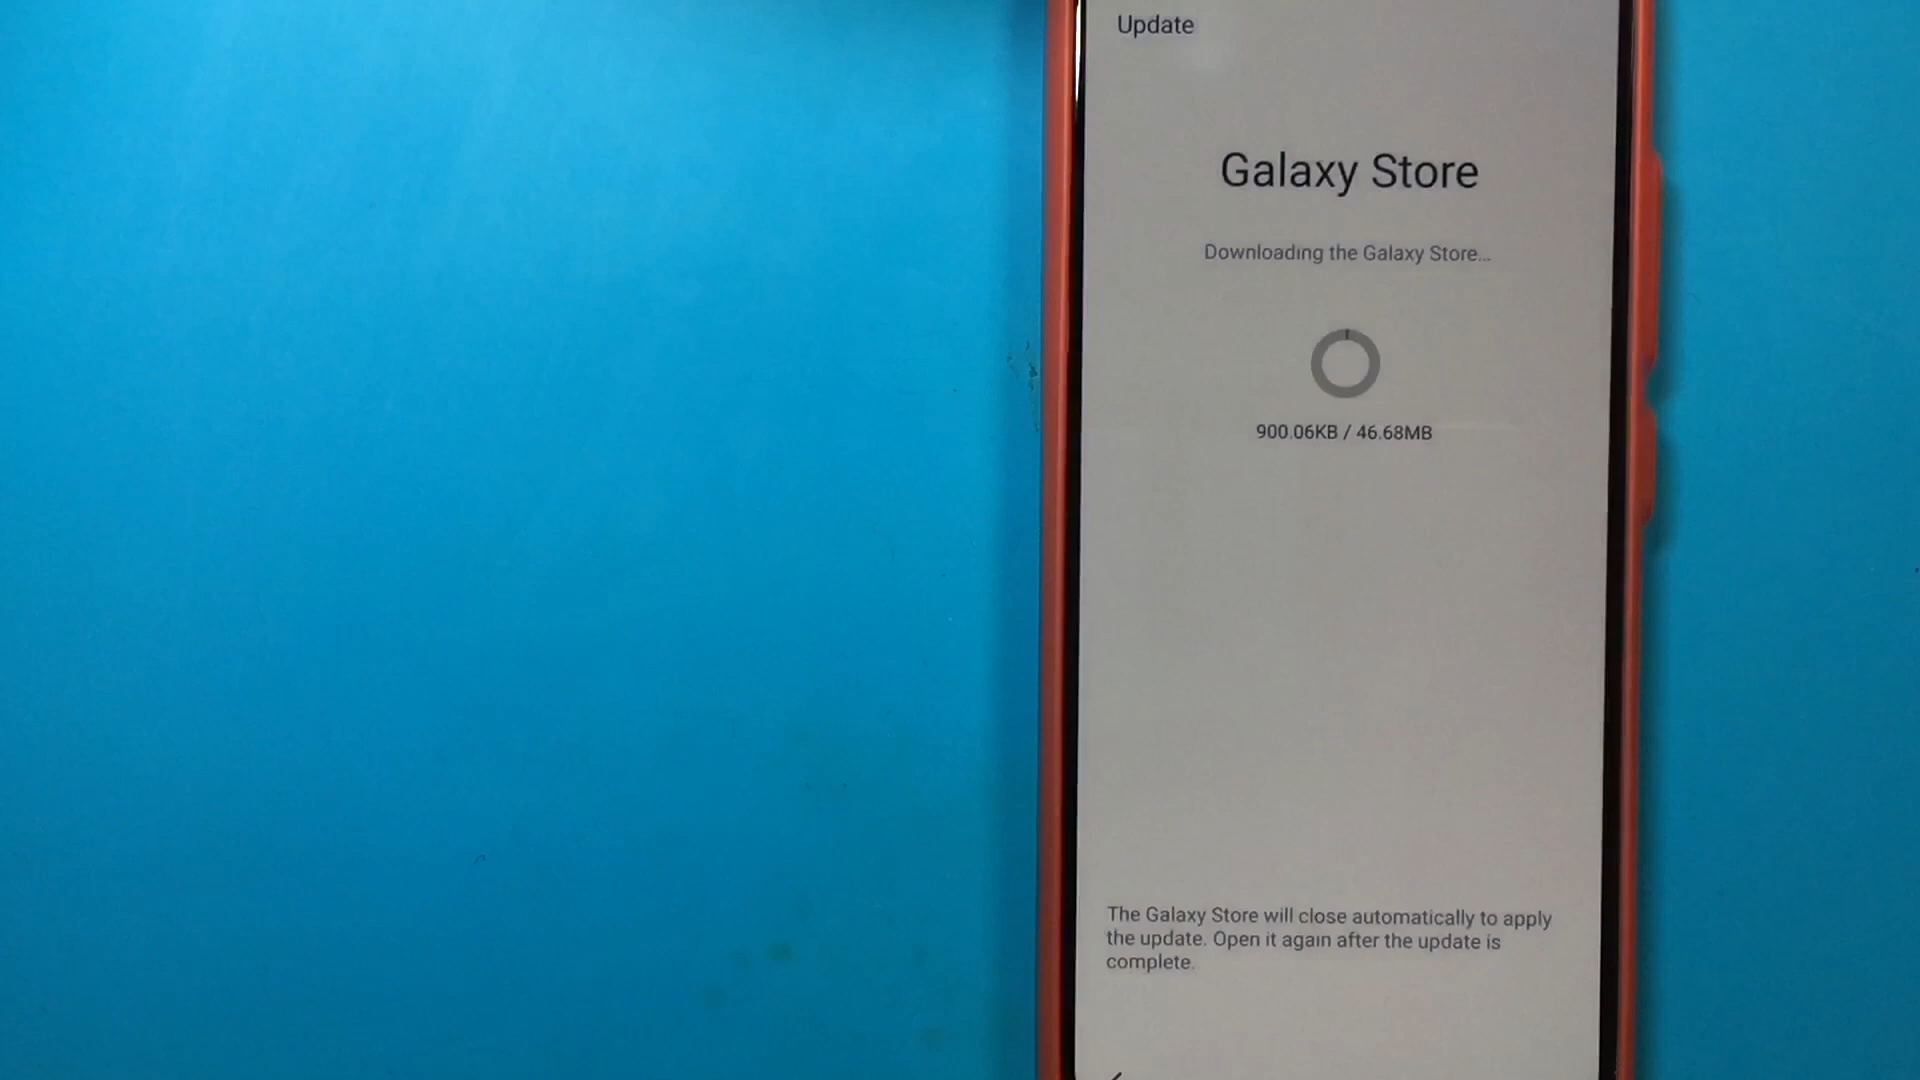 Update
Galaxy Store
Downloading the Galaxy Store...
900.06KB / 46.68MB
The Galaxy Store will close automatically to apply
the update. Open it again after the update is
complete.